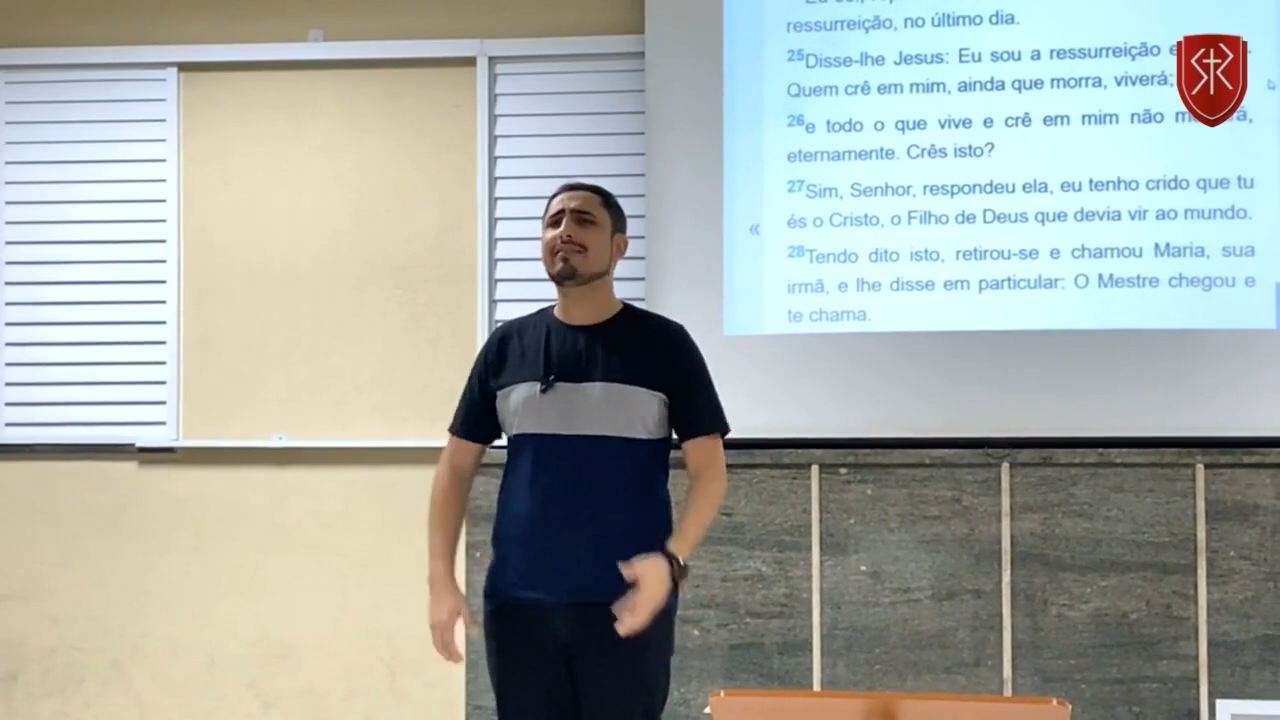 ressurreição, no último dia.
25Disse-lhe Jesus: Eu sou a ressurreição e
Quem crê em mim, ainda que morra, viverá;
26e todo o que vive e crê em mim não
eternamente. Crês isto?
27Sim, Senhor, respondeu ela, eu tenho crido que tu
és o Cristo, o Filho de Deus que devia vir ao mundo.
28Tendo dito isto, retirou-se e chamou Maria, sua
irmã, e lhe disse em particular: O Mestre chegou e
te chama.